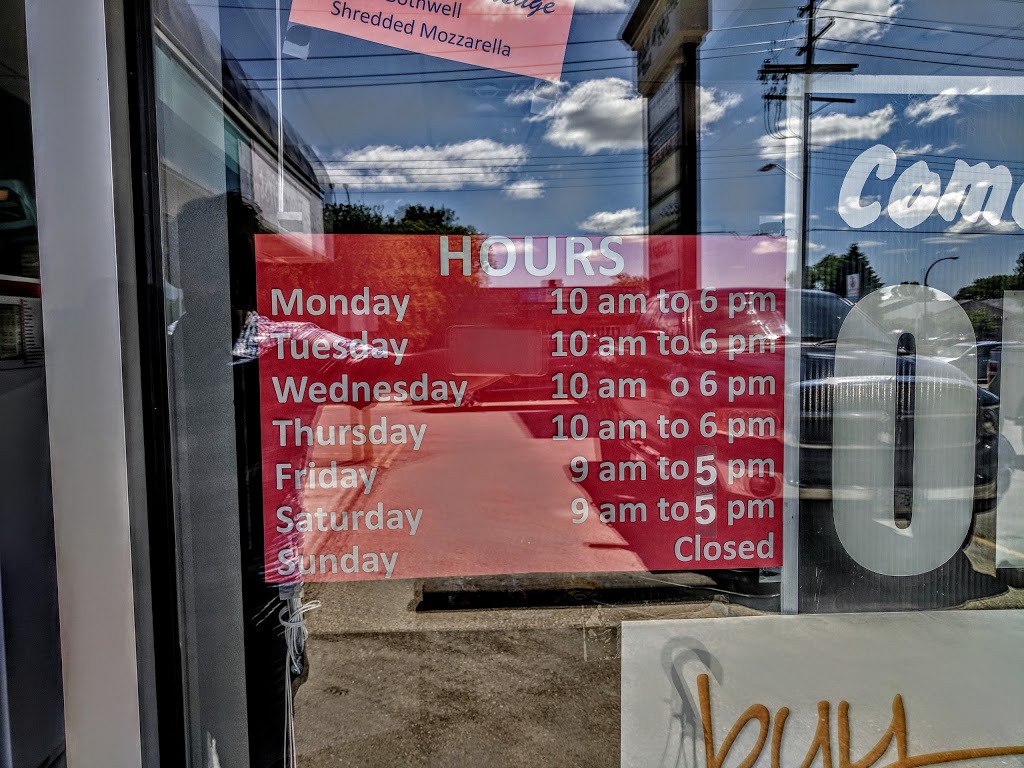 Bothwell
Shredded Mozzarella
Com
HOURS
Monday 10 am to 6 pm
Tuesday 10 am to 6 pm
Wednesday 10 am o 6 pm
Thursday 10 am to 6 pm
Friday 9 am to 5 pm
Saturday 9 am to 5 pm
Sunday Closed
O
buy